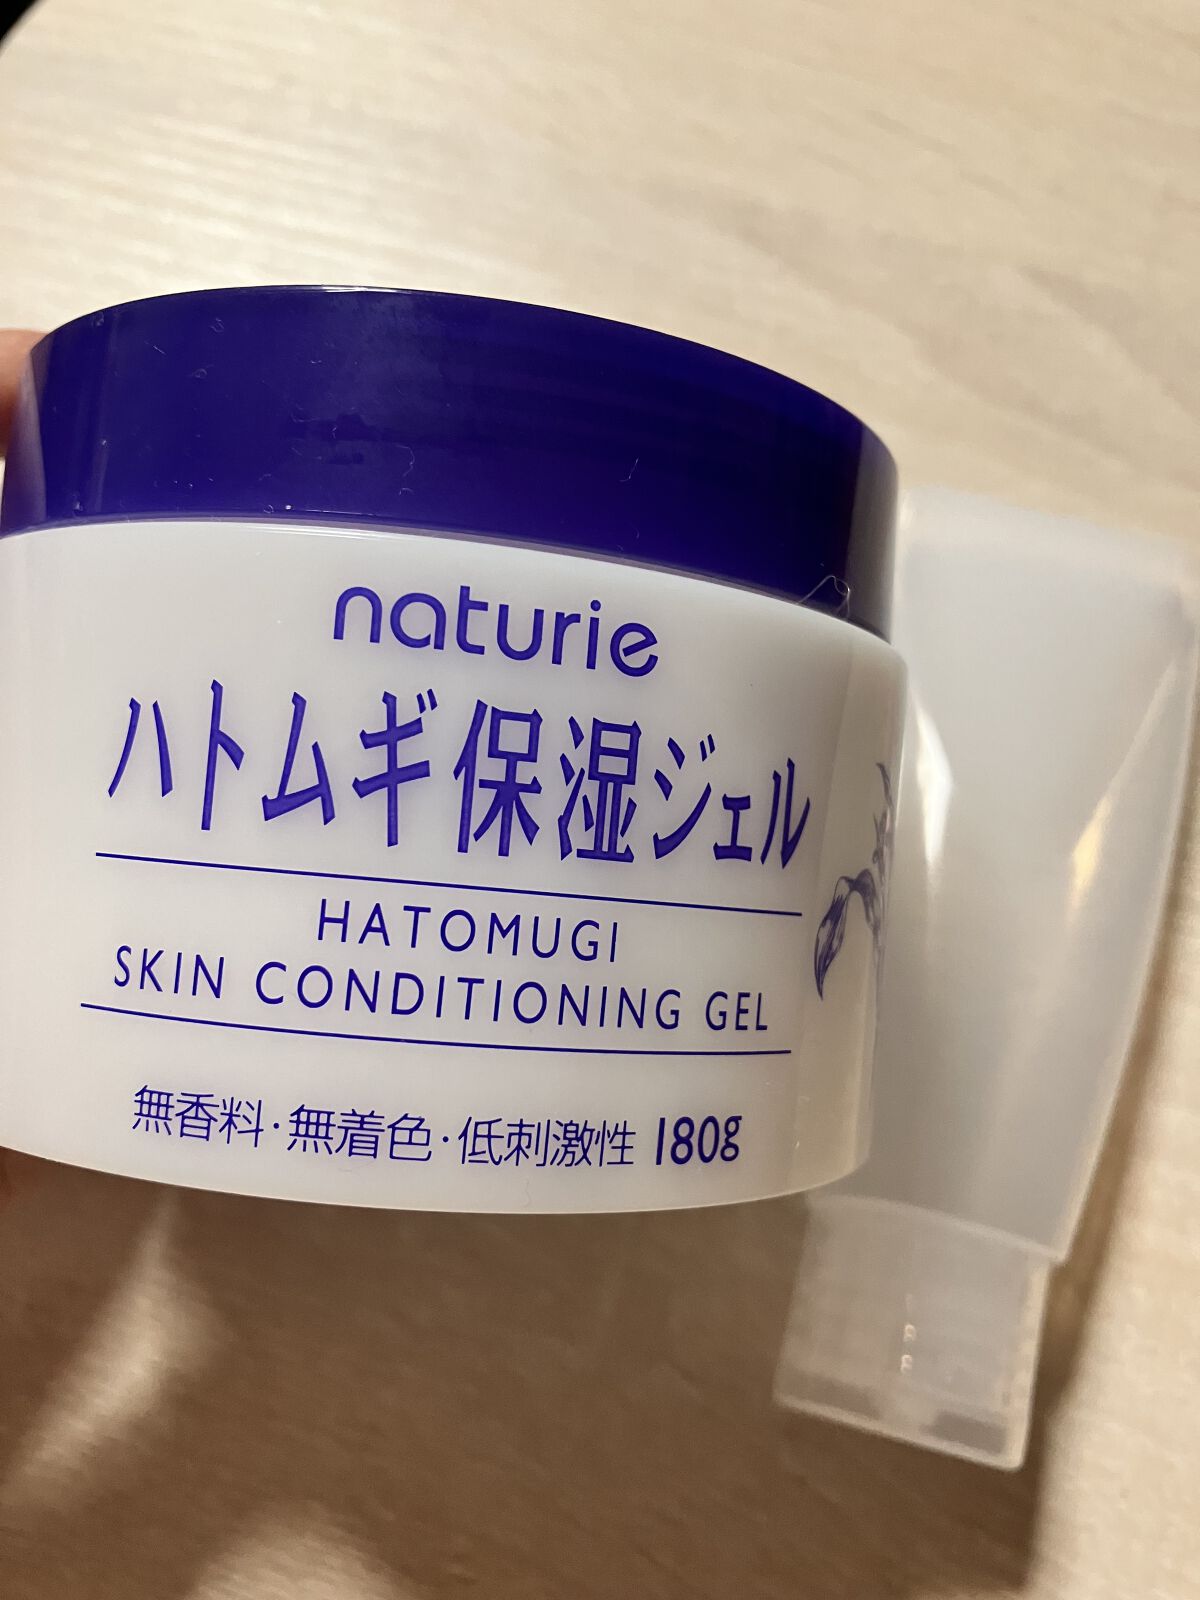 naturie
ハトムギ保湿ジェル
HATOMUGI
SKIN CONDITIONING GEL
無香料・無着色・低刺激性 180g